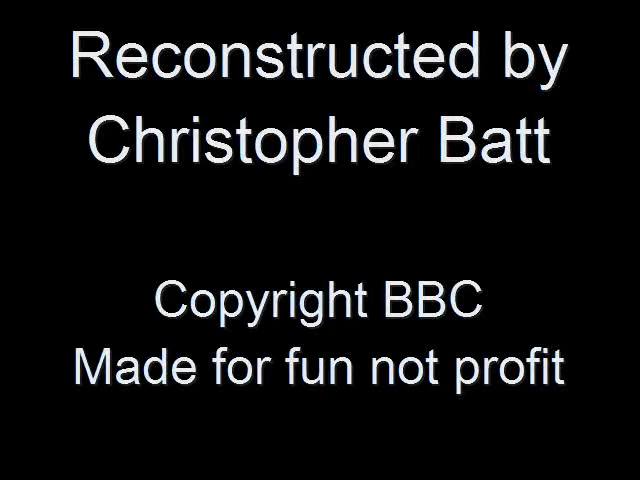 Reconstructed by
Christopher Batt
Copyright BBC
Made for fun not profit